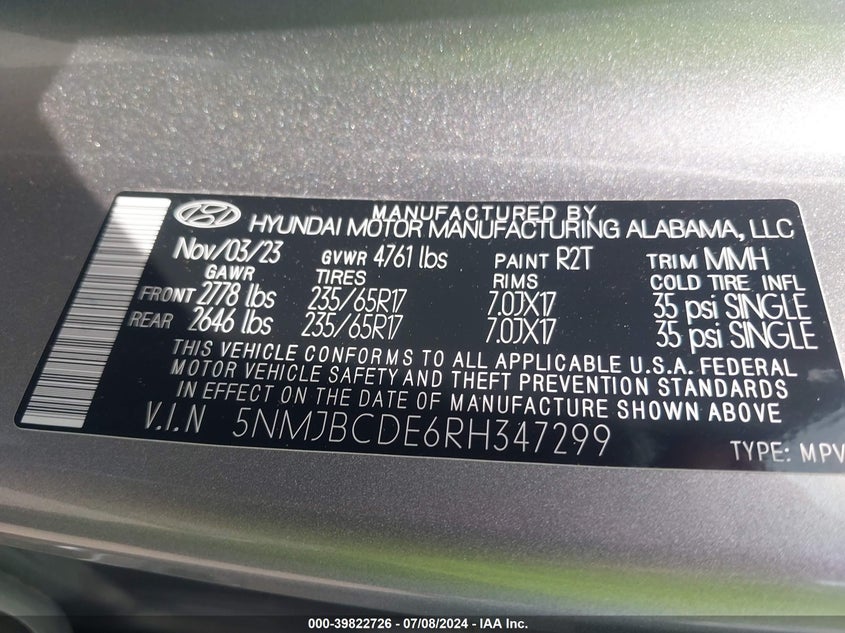 MANUFACTURED BY
HYUNDAI MOTOR MANUFACTURING ALABAMA, LLC
Nov/03/23 GVWR 4761 lbs PAINT R2T TRIM MMH
GAWR TIRES RIMS COLD TIRE INFL
FRONT 2778 lbs 235/65R17 7.0JX17 35 psi SINGLE
REAR 2646 lbs 235/65R17 7.0JX17 35 psi SINGLE
THIS VEHICLE CONFORMS TO ALL APPLICABLE U.S.A. FEDERAL
MOTOR VEHICLE SAFETY AND THEFT PREVENTION STANDARDS
IN EFFECT ON THE DATE OF MANUFACTURE SHOWN ABOVE
V.I.N 5NMJBCDE6RH347299
TYPE: MPV
000-39822726 - 07/08/2024 - IAA Inc.